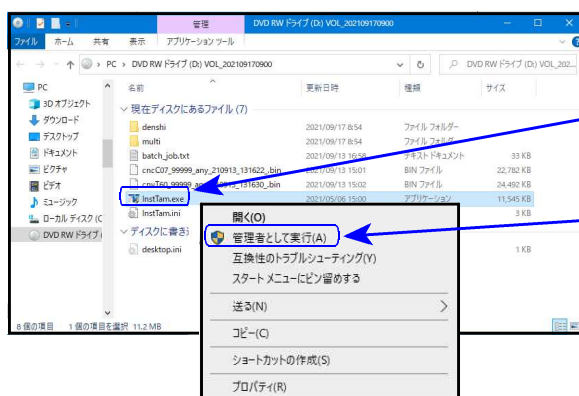 管理
DVD RW ドライブ (D:) VOL_202109170900
ファイル ホーム 共有 表示 アプリケーション ツール
PC › DVD RW ドライブ (D:) VOL_202109170900
DVD RW ドライブ (D:) VOL_202...
PC
3D オブジェクト
ダウンロード
デスクトップ
ドキュメント
ピクチャ
ビデオ
ミュージック
ローカル ディスク (C
DVD RW ドライブ (
名前 更新日時 種類 サイズ
現在ディスクにあるファイル (7)
denshi 2021/09/17 8:54 ファイル フォルダー
multi 2021/09/17 8:54 ファイル フォルダー
batch_job.txt 2021/09/13 16:58 テキスト ドキュメント 33 KB
cncC07_99999_any_210913_131622_.bin 2021/09/13 15:01 BIN ファイル 22,782 KB
cnvT60_99999_any_210913_131630_.bin 2021/09/13 15:02 BIN ファイル 24,492 KB
InstTam.exe 2021/05/06 15:00 アプリケーション 11,545 KB
InstTam.ini 3 KB
ディスクに書き
desktop.ini 1 KB
開く(O)
管理者として実行(A)
互換性のトラブルシューティング(Y)
スタート メニューにピン留めする
送る(N)
コピー(C)
ショートカットの作成(S)
プロパティ(R)
8 個の項目 1 個の項目を選択 11.2 MB